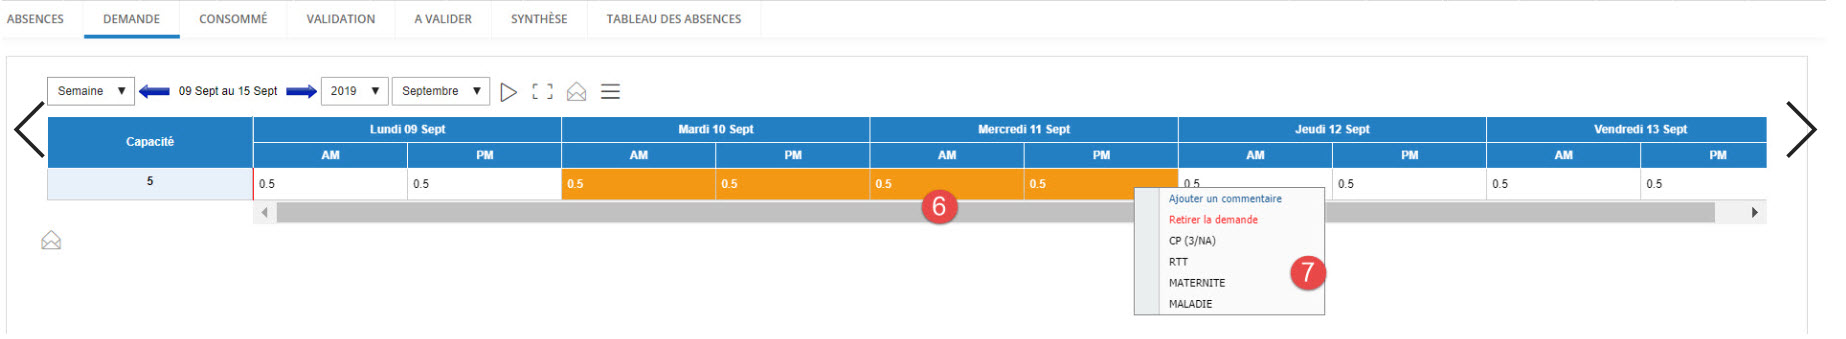 ABSENCES DEMANDE CONSOMMÉ VALIDATION A VALIDER SYNTHÈSE TABLEAU DES ABSENCES
Semaine 09 Sept au 15 Sept 2019 Septembre
Capacité Lundi 09 Sept Mardi 10 Sept Mercredi 11 Sept Jeudi 12 Sept Vendredi 13 Sept
AM PM AM PM AM PM AM PM AM PM
5 0.5 0.5 0.5 0.5 0.5 0.5 0.5 0.5 0.5 0.5
6
Ajouter un commentaire
Retirer la demande
CP (3/NA)
RTT
7
MATERNITE
MALADIE